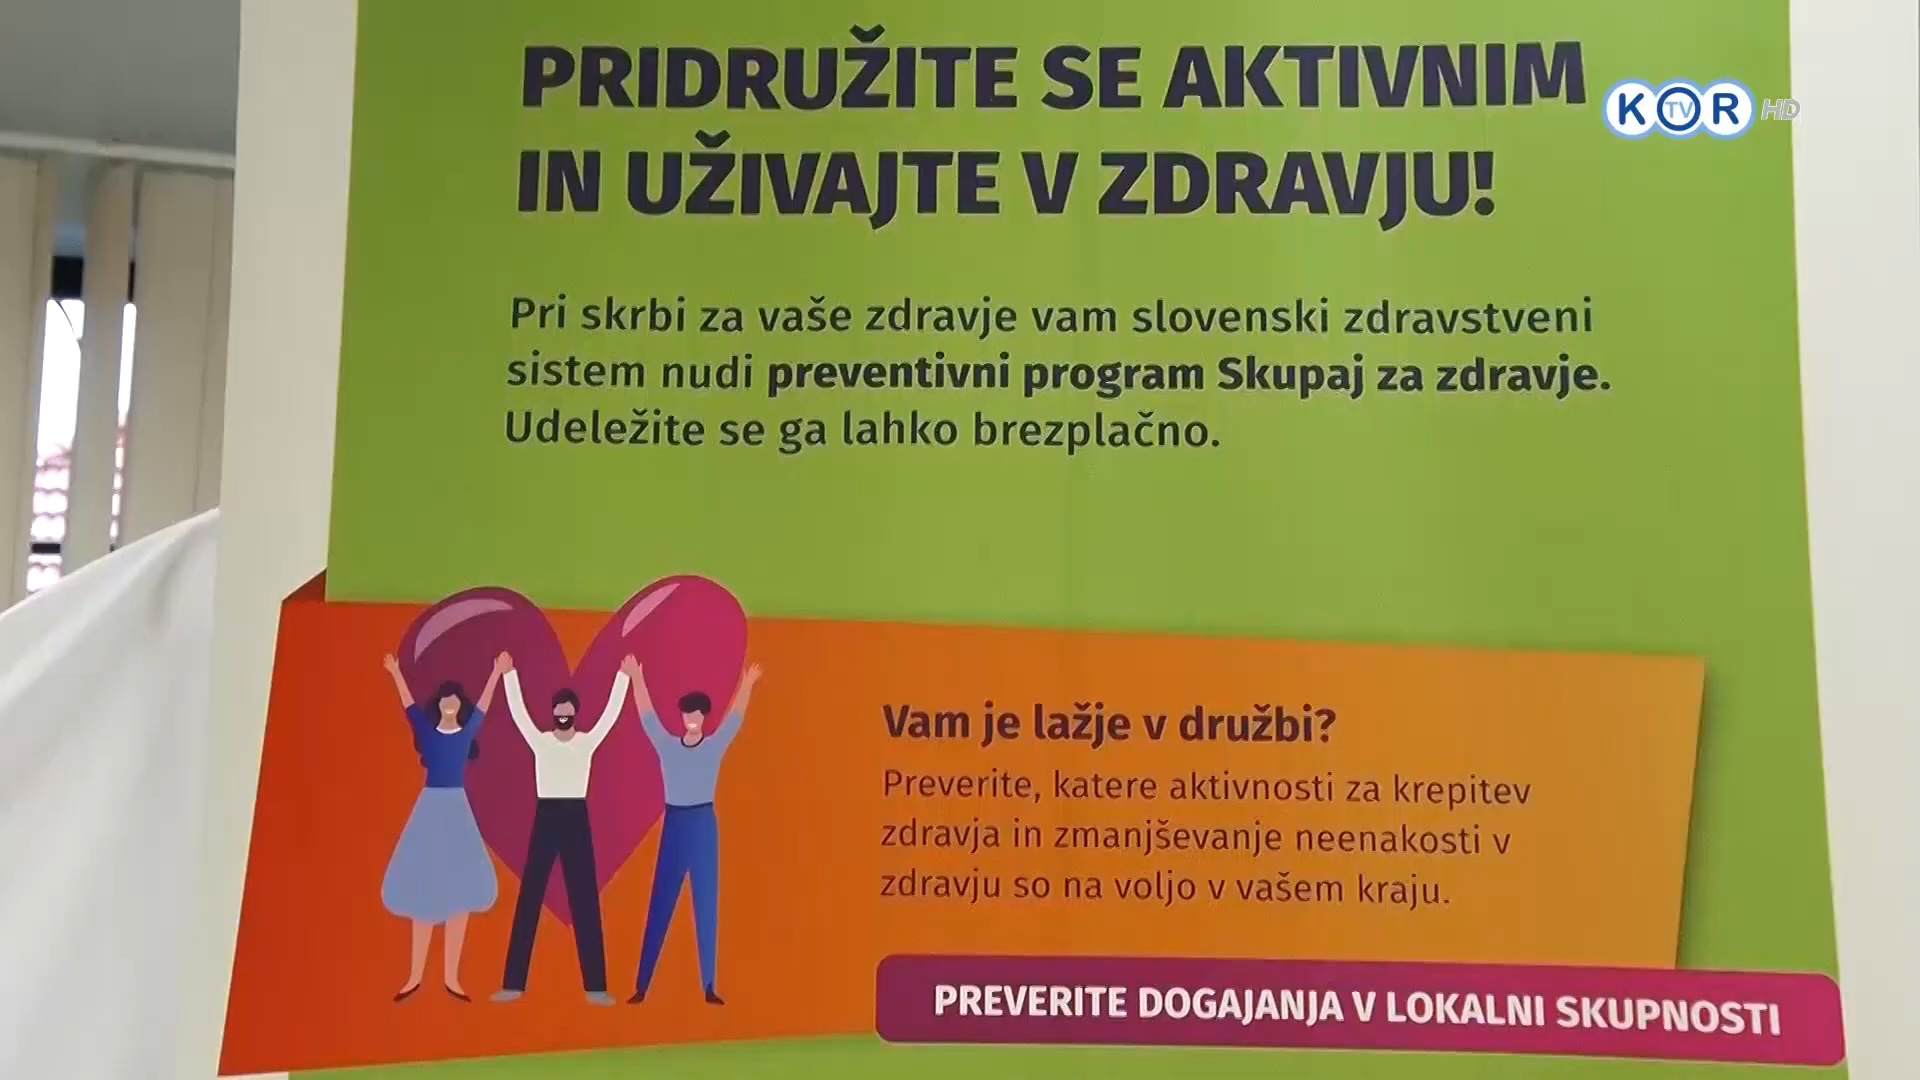 PRIDRUŽITE SE AKTIVNIM
IN UŽIVAJTE V ZDRAVJU!
KTVOR HD
Pri skrbi za vaše zdravje vam slovenski zdravstveni
sistem nudi preventivni program Skupaj za zdravje.
Udeležite se ga lahko brezplačno.
Vam je lažje v družbi?
Preverite, katere aktivnosti za krepitev
zdravja in zmanjševanje neenakosti v
zdravju so na voljo v vašem kraju.
PREVERITE DOGAJANJA V LOKALNI SKUPNOSTI